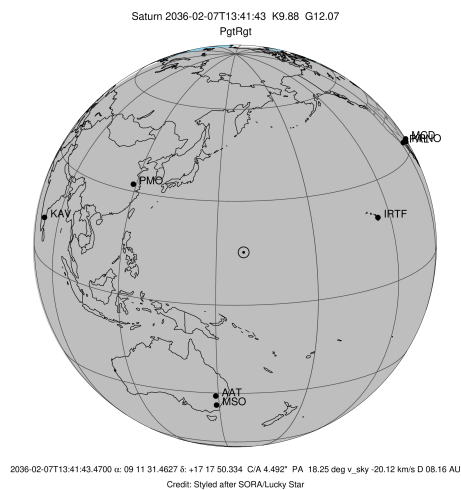 Saturn 2036-02-07T13:41:43 K9.88 G12.07
PgtRgt
MCD
PMO
KAV
IRTF
AAT
MSO
2036-02-07T13:41:43.4700 α: 09 11 31.4627 δ: +17 17 50.334 C/A 4.492" PA 18.25 deg v_sky -20.12 km/s D 08.16 AU
Credit: Styled after SORA/Lucky Star